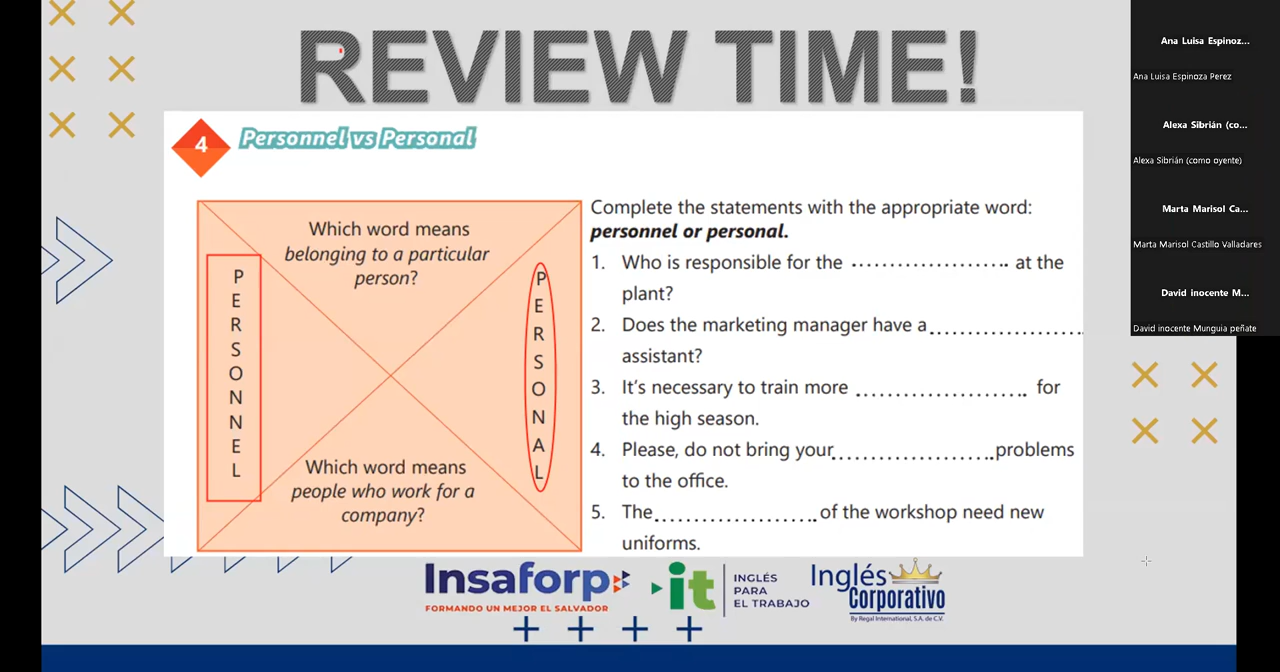 REVIEW TIME!
4
Personnel vs Personal
Which word means
belonging to a particular
person?
PERSONNEL
PERSONAL
Which word means
people who work for a
company?
Complete the statements with the appropriate word:
personnel or personal.
1. Who is responsible for the ..................... at the
plant?
2. Does the marketing manager have a.....................
assistant?
3. It's necessary to train more ..................... for
the high season.
4. Please, do not bring your.....................problems
to the office.
5. The..................... of the workshop need new
uniforms.
Insaforp
FORMANDO UN MEJOR EL SALVADOR
it
INGLÉS
PARA
EL TRABAJO
Inglés
Corporativo
By Regal International, S.A. de C.V.
Ana Luisa Espinoz...
Ana Luisa Espinoza Perez
Alexa Sibrián (co...
Alexa Sibrián (como oyente)
Marta Marisol Ca...
Marta Marisol Castillo Valladares
David inocente M...
David inocente Munguia peñate